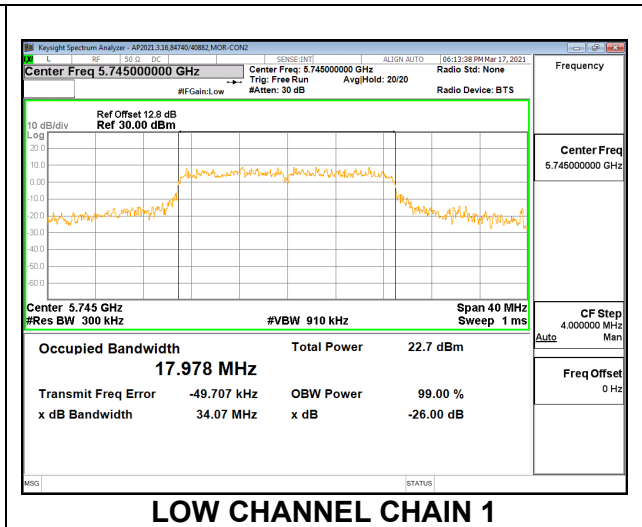 Keysight Spectrum Analyzer - AP2021.3.16,84740/40882,MOR-CON2
L RF 50 Ω DC SENSE:INT ALIGN AUTO 06:13:38 PM Mar 17, 2021
Center Freq 5.745000000 GHz Center Freq: 5.745000000 GHz Radio Std: None Frequency
Trig: Free Run Avg|Hold: 20/20
#IFGain:Low #Atten: 30 dB Radio Device: BTS
Ref Offset 12.8 dB
10 dB/div Ref 30.00 dBm
Log
20.0
10.0
0.00
-10.0
-20.0
-30.0
-40.0
-50.0
-60.0
Center Freq
5.745000000 GHz
Center 5.745 GHz Span 40 MHz
#Res BW 300 kHz #VBW 910 kHz Sweep 1 ms
CF Step
4.000000 MHz
Auto Man
Occupied Bandwidth Total Power 22.7 dBm
17.978 MHz
Transmit Freq Error -49.707 kHz OBW Power 99.00 %
x dB Bandwidth 34.07 MHz x dB -26.00 dB
Freq Offset
0 Hz
MSG STATUS
LOW CHANNEL CHAIN 1